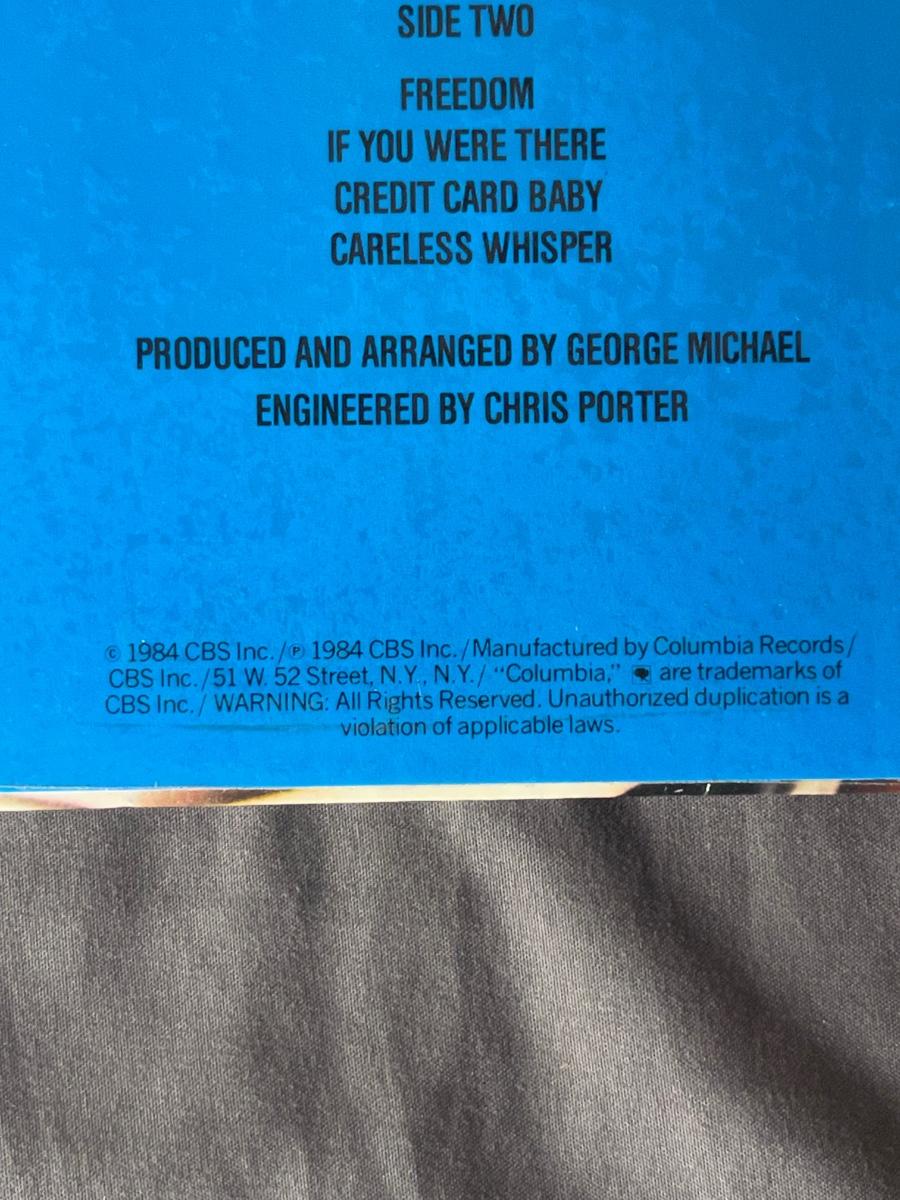 SIDE TWO
FREEDOM
IF YOU WERE THERE
CREDIT CARD BABY
CARELESS WHISPER
PRODUCED AND ARRANGED BY GEORGE MICHAEL
ENGINEERED BY CHRIS PORTER
© 1984 CBS Inc./℗ 1984 CBS Inc./Manufactured by Columbia Records/
CBS Inc./51 W. 52 Street, N.Y., N.Y./ “Columbia,” are trademarks of
CBS Inc./ WARNING: All Rights Reserved. Unauthorized duplication is a
violation of applicable laws.